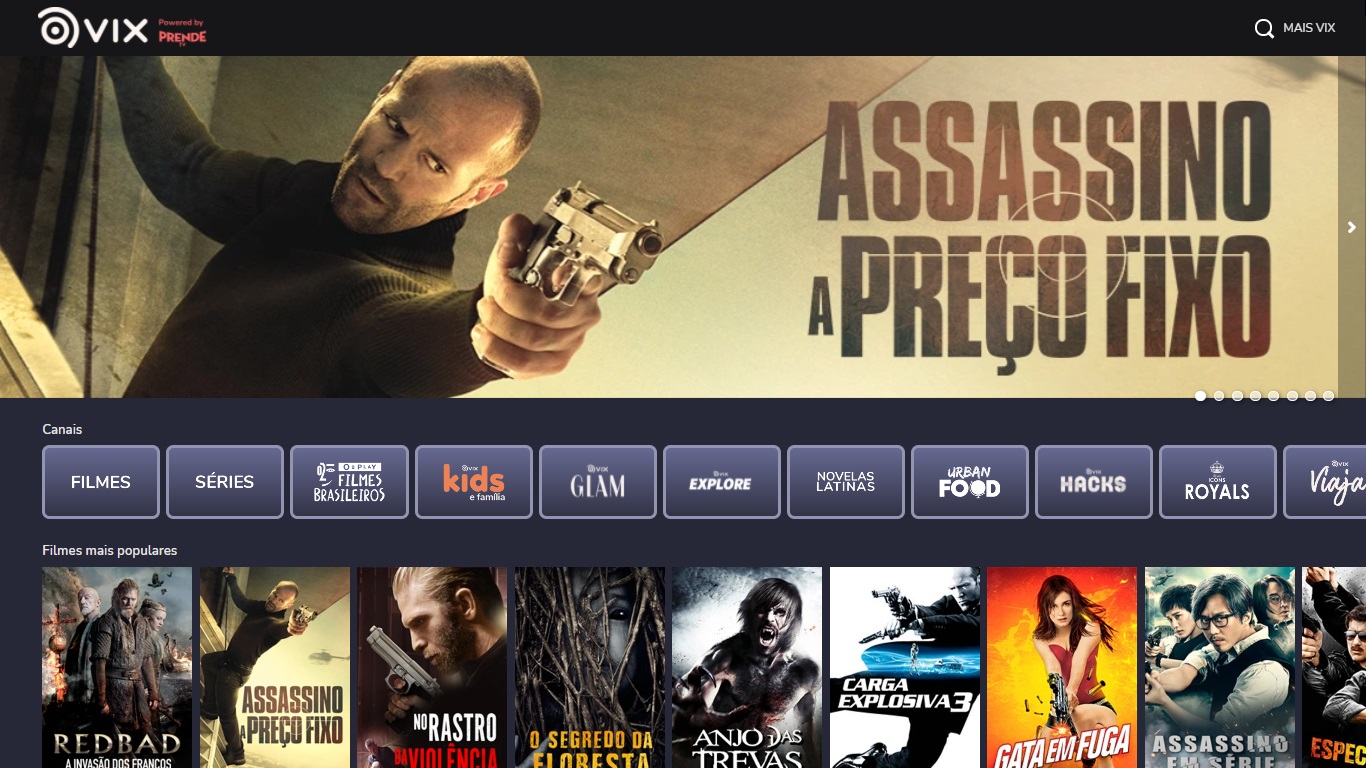 VIX
Powered by
PRENDE
TV
MAIS VIX
ASSASSINO
A PREÇO FIXO
Canais
FILMES
SÉRIES
OU PLAY
FILMES
BRASILEIROS
kids
e família
VIX
GLAM
VIX
EXPLORE
NOVELAS
LATINAS
URBAN
FOOD
VIX
HACKS
ICONS
ROYALS
VIX
Viaja
Filmes mais populares
REDBAD
A INVASÃO DOS FRANCOS
ASSASSINO
A PREÇO FIXO
NO RASTRO
DA VIOLÊNCIA
O SEGREDO DA
FLORESTA
ANJO DAS
TREVAS
CARGA
EXPLOSIVA 3
GATA EM FUGA
ASSASSINO
EM SÉRIE
ESPEC